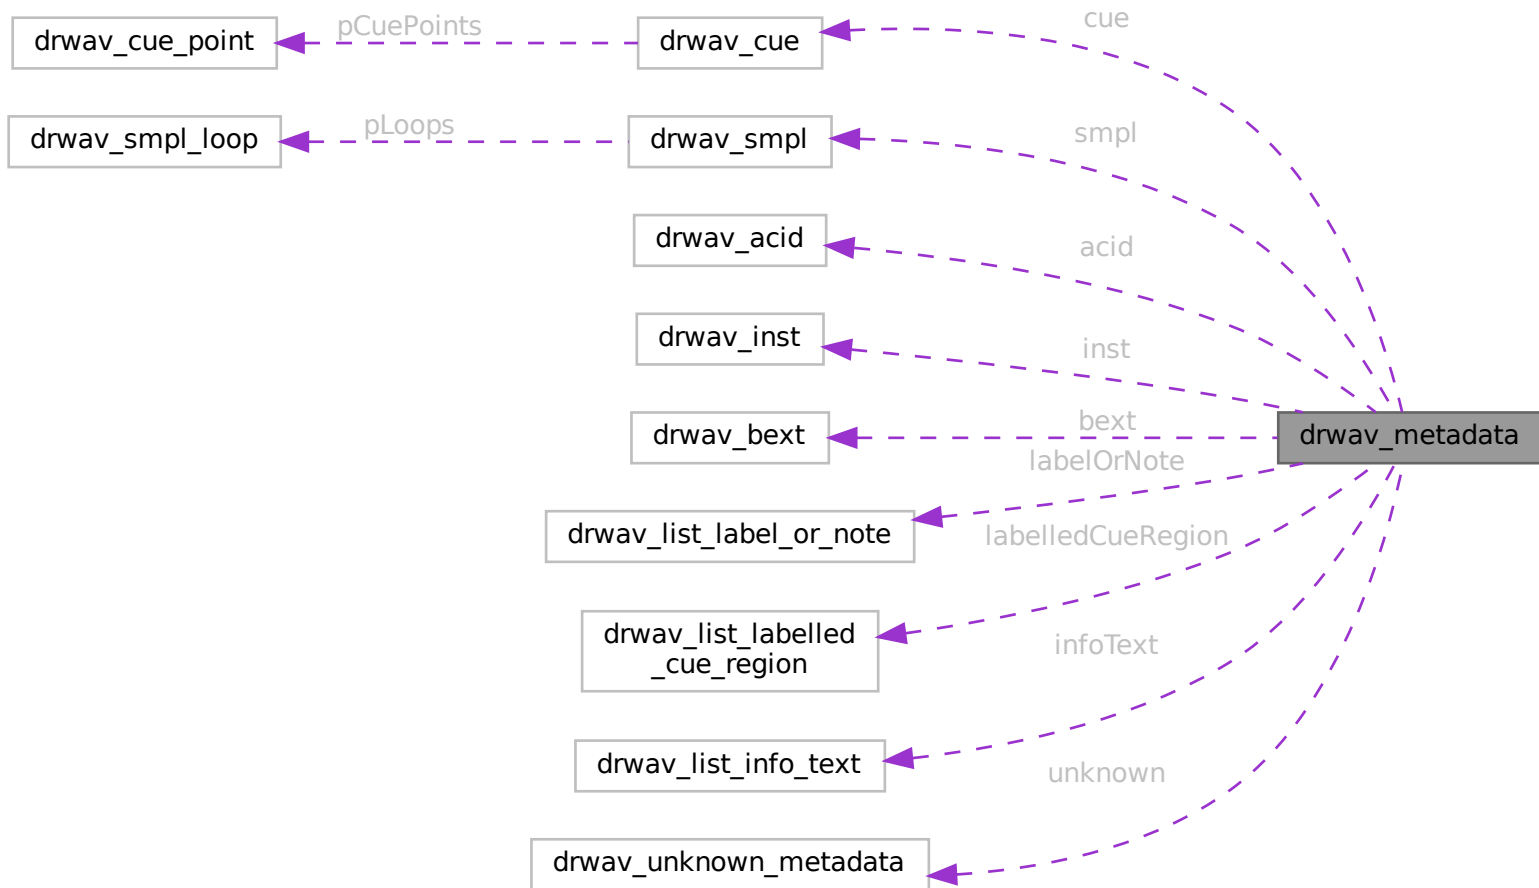 cue
drwav_cue_point
pCuePoints
drwav_cue
smpl
drwav_smpl_loop
pLoops
drwav_smpl
acid
drwav_acid
inst
drwav_inst
bext
drwav_bext
drwav_metadata
labelOrNote
drwav_list_label_or_note
labelledCueRegion
drwav_list_labelled
_cue_region
infoText
drwav_list_info_text
unknown
drwav_unknown_metadata